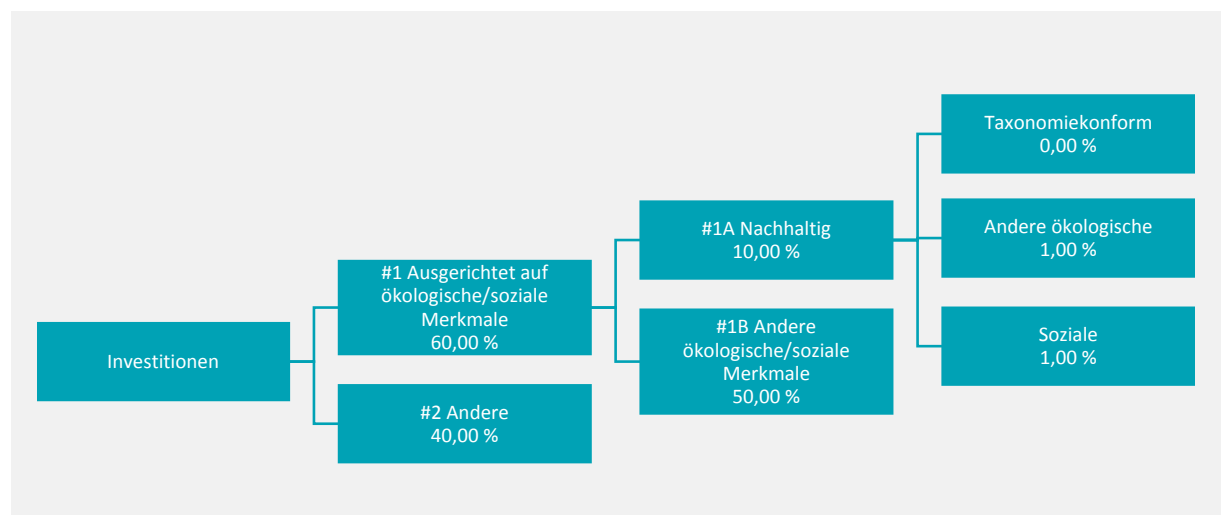 Investitionen
#1 Ausgerichtet auf
ökologische/soziale
Merkmale
60,00 %
#2 Andere
40,00 %
#1A Nachhaltig
10,00 %
#1B Andere
ökologische/soziale
Merkmale
50,00 %
Taxonomiekonform
0,00 %
Andere ökologische
1,00 %
Soziale
1,00 %